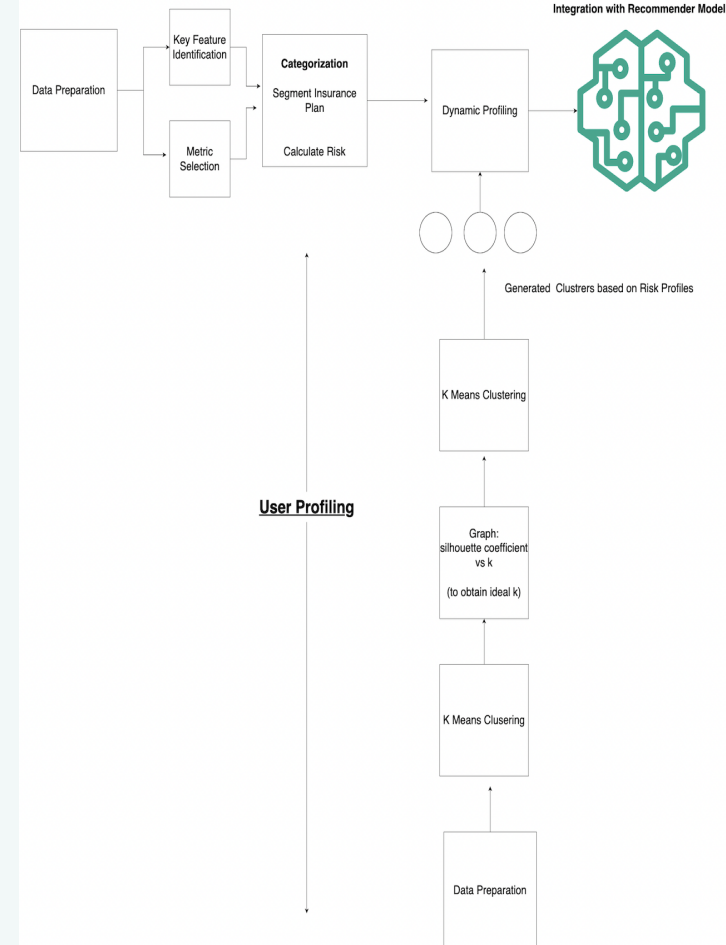 Integration with Recommender Model
Data Preparation
Key Feature
Identification
Metric
Selection
Categorization
Segment Insurance
Plan
Calculate Risk
Dynamic Profiling
Generated Clustrers based on Risk Profiles
K Means Clustering
User Profiling
Graph:
silhouette coefficient
vs k
(to obtain ideal k)
K Means Clusering
Data Preparation